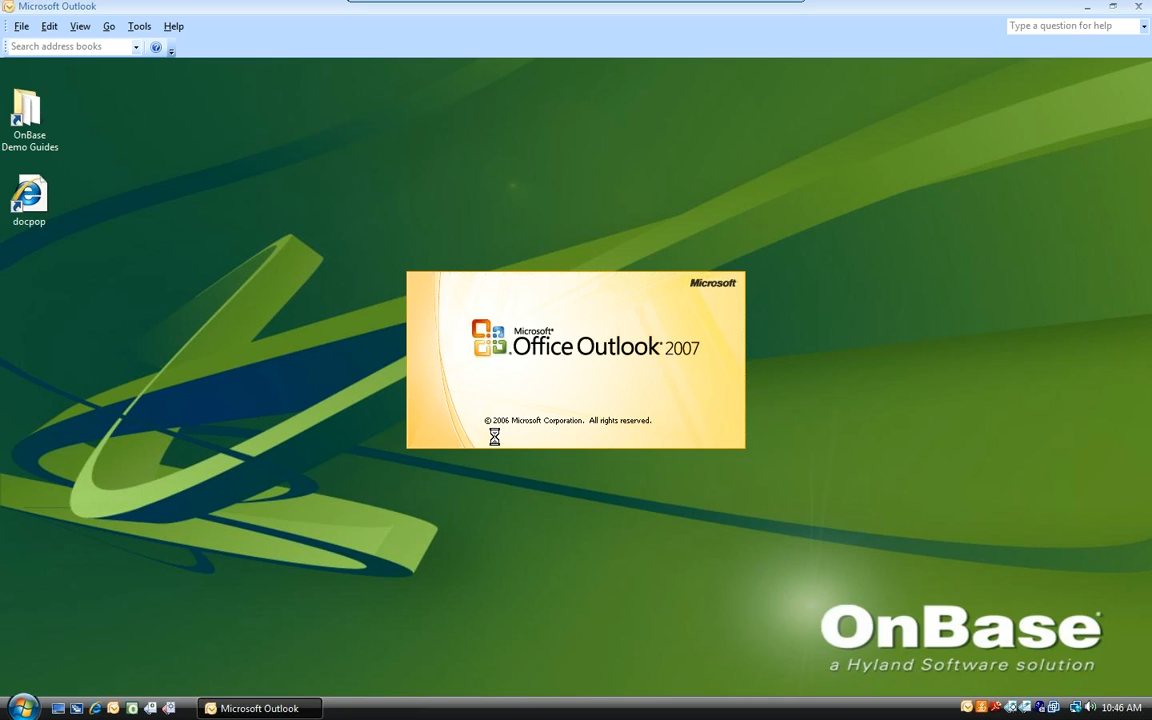 Microsoft Outlook
File Edit View Go Tools Help
Type a question for help
Search address books
OnBase
Demo Guides
docpop
Microsoft
Microsoft®
Office Outlook® 2007
© 2006 Microsoft Corporation. All rights reserved.
OnBase®
a Hyland Software solution
Microsoft Outlook
10:46 AM